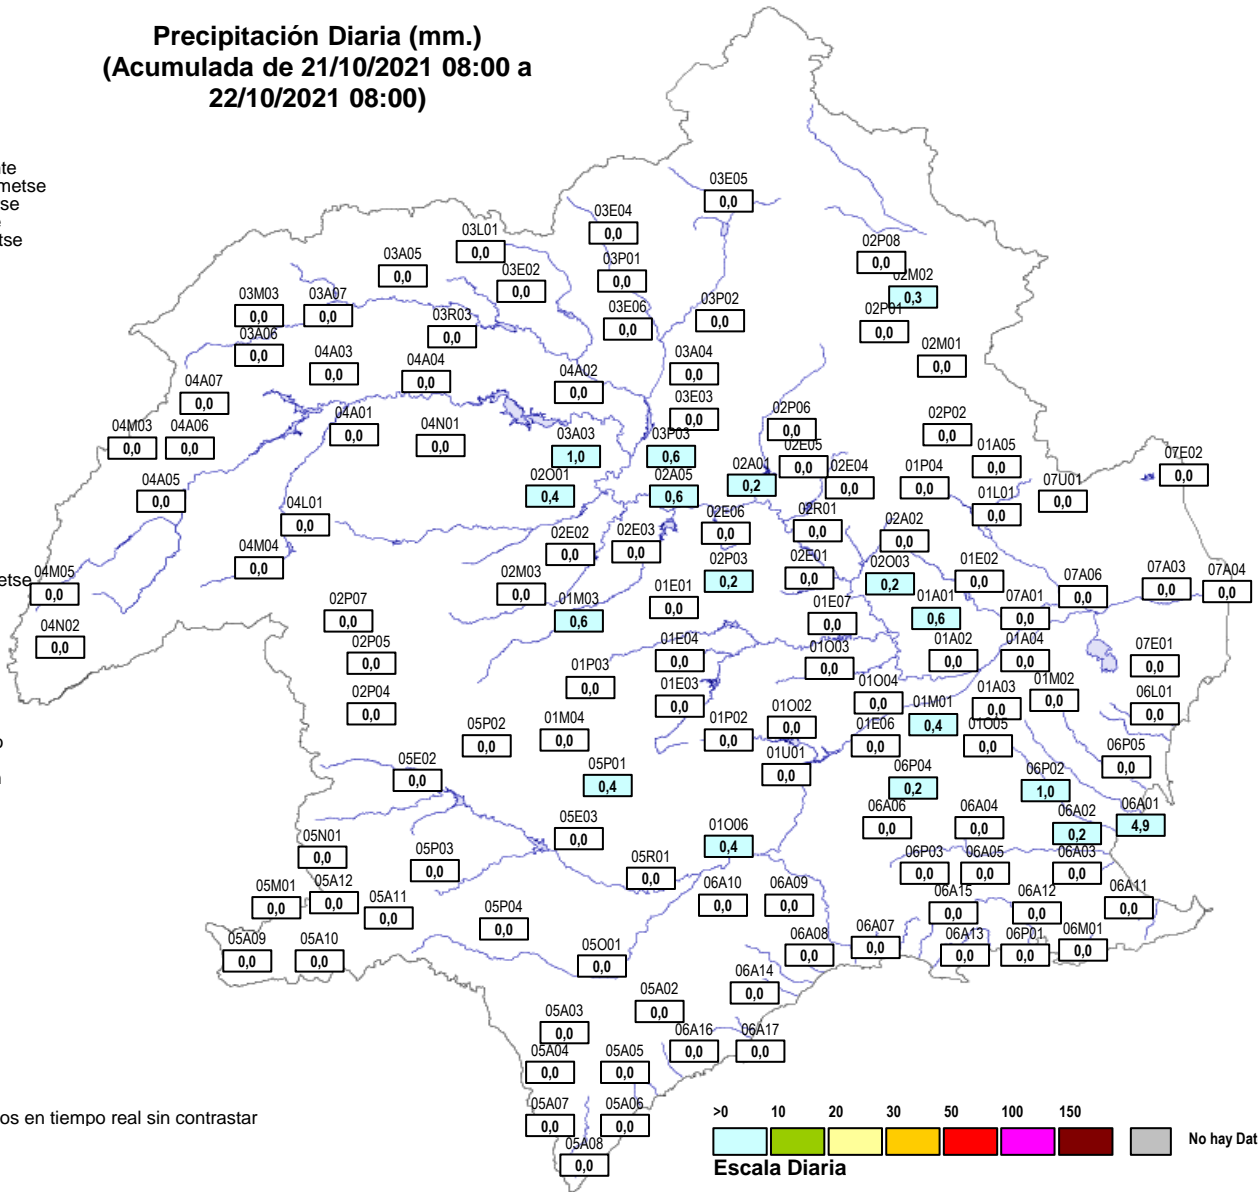 Precipitación Diaria (mm.)
(Acumulada de 21/10/2021 08:00 a
22/10/2021 08:00)
nte
metse
se
tse
etse
os en tiempo real sin contrastar
03E05
0,0
03E04
0,0
03L01
0,0
03A05
0,0
03E02
0,0
03P01
0,0
02P08
0,0
02M02
0,3
03M03
0,0
03A07
0,0
03R03
0,0
03E06
0,0
03P02
0,0
02P01
0,0
03A06
0,0
04A03
0,0
04A04
0,0
04A02
0,0
03A04
0,0
02M01
0,0
04A07
0,0
04A01
0,0
04N01
0,0
03E03
0,0
02P06
0,0
02P02
0,0
04M03
0,0
04A06
0,0
03A03
1,0
03P03
0,6
02E05
0,0
01A05
0,0
07E02
0,0
04A05
0,0
02O01
0,4
02A05
0,6
02A01
0,2
02E04
0,0
01P04
0,0
07U01
0,0
04L01
0,0
01L01
0,0
02E06
0,0
02R01
0,0
02A02
0,0
04M04
0,0
02E02
0,0
02E03
0,0
04M05
0,0
02M03
0,0
02P03
0,2
02E01
0,0
02O03
0,2
01E02
0,0
07A06
0,0
07A03
0,0
07A04
0,0
01M03
0,6
01E01
0,0
01E07
0,0
01A01
0,6
07A01
0,0
04N02
0,0
02P07
0,0
02P05
0,0
01E04
0,0
01O03
0,0
01A02
0,0
01A04
0,0
07E01
0,0
01P03
0,0
01E03
0,0
01O04
0,0
01A03
0,0
01M02
0,0
06L01
0,0
02P04
0,0
05P02
0,0
01M04
0,0
01P02
0,0
01O02
0,0
01E06
0,0
01M01
0,4
01O05
0,0
05E02
0,0
05P01
0,4
01U01
0,0
06P04
0,2
06P02
1,0
06P05
0,0
05E03
0,0
01O06
0,4
06A06
0,0
06A04
0,0
06A02
0,2
06A01
4,9
05N01
0,0
05P03
0,0
05R01
0,0
06P03
0,0
06A05
0,0
06A03
0,0
05M01
0,0
05A12
0,0
05A11
0,0
05P04
0,0
06A10
0,0
06A09
0,0
06A15
0,0
06A12
0,0
06A11
0,0
05A09
0,0
05A10
0,0
05O01
0,0
06A08
0,0
06A07
0,0
06A13
0,0
06P01
0,0
06M01
0,0
06A14
0,0
05A03
0,0
05A02
0,0
06A16
0,0
06A17
0,0
05A04
0,0
05A05
0,0
05A07
0,0
05A06
0,0
05A08
0,0
>0 10 20 30 50 100 150
No hay Dat
Escala Diaria